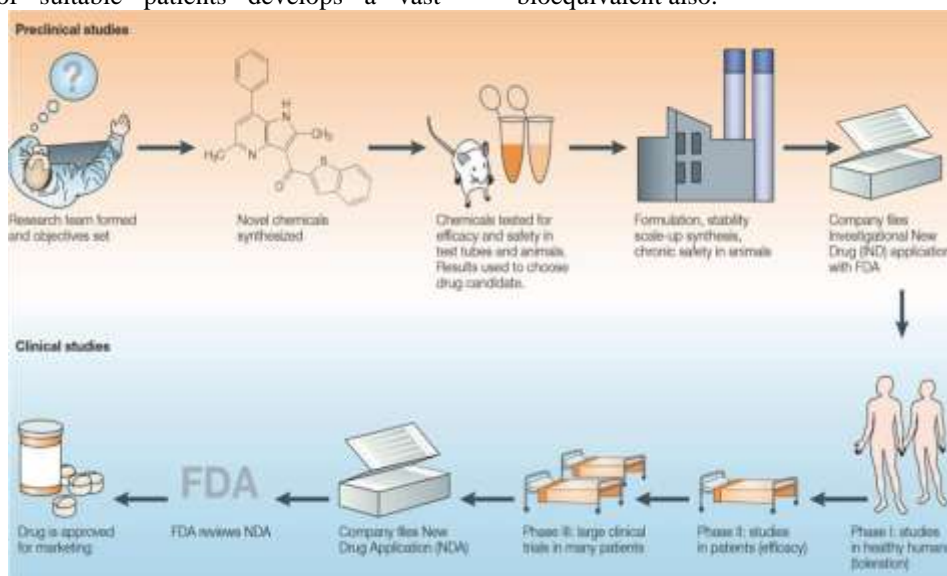 of suitable patients develops a vast
bioequivalent also.
Preclinical studies
?
H
N
CH₃
H₃C
N
S
O
Research team formed
and objectives set
Novel chemicals
synthesized
Chemicals tested for
efficacy and safety in
test tubes and animals.
Results used to choose
drug candidate.
Formulation, stability
scale-up synthesis,
chronic safety in animals
Company files
Investigational New
Drug (IND) application
with FDA
Clinical studies
FDA
Drug is approved
for marketing
FDA reviews NDA
Company files New
Drug Application (NDA)
Phase III: large clinical
trials in many patients
Phase II: studies
in patients (efficacy)
Phase I: studies
in healthy humans
(toleration)